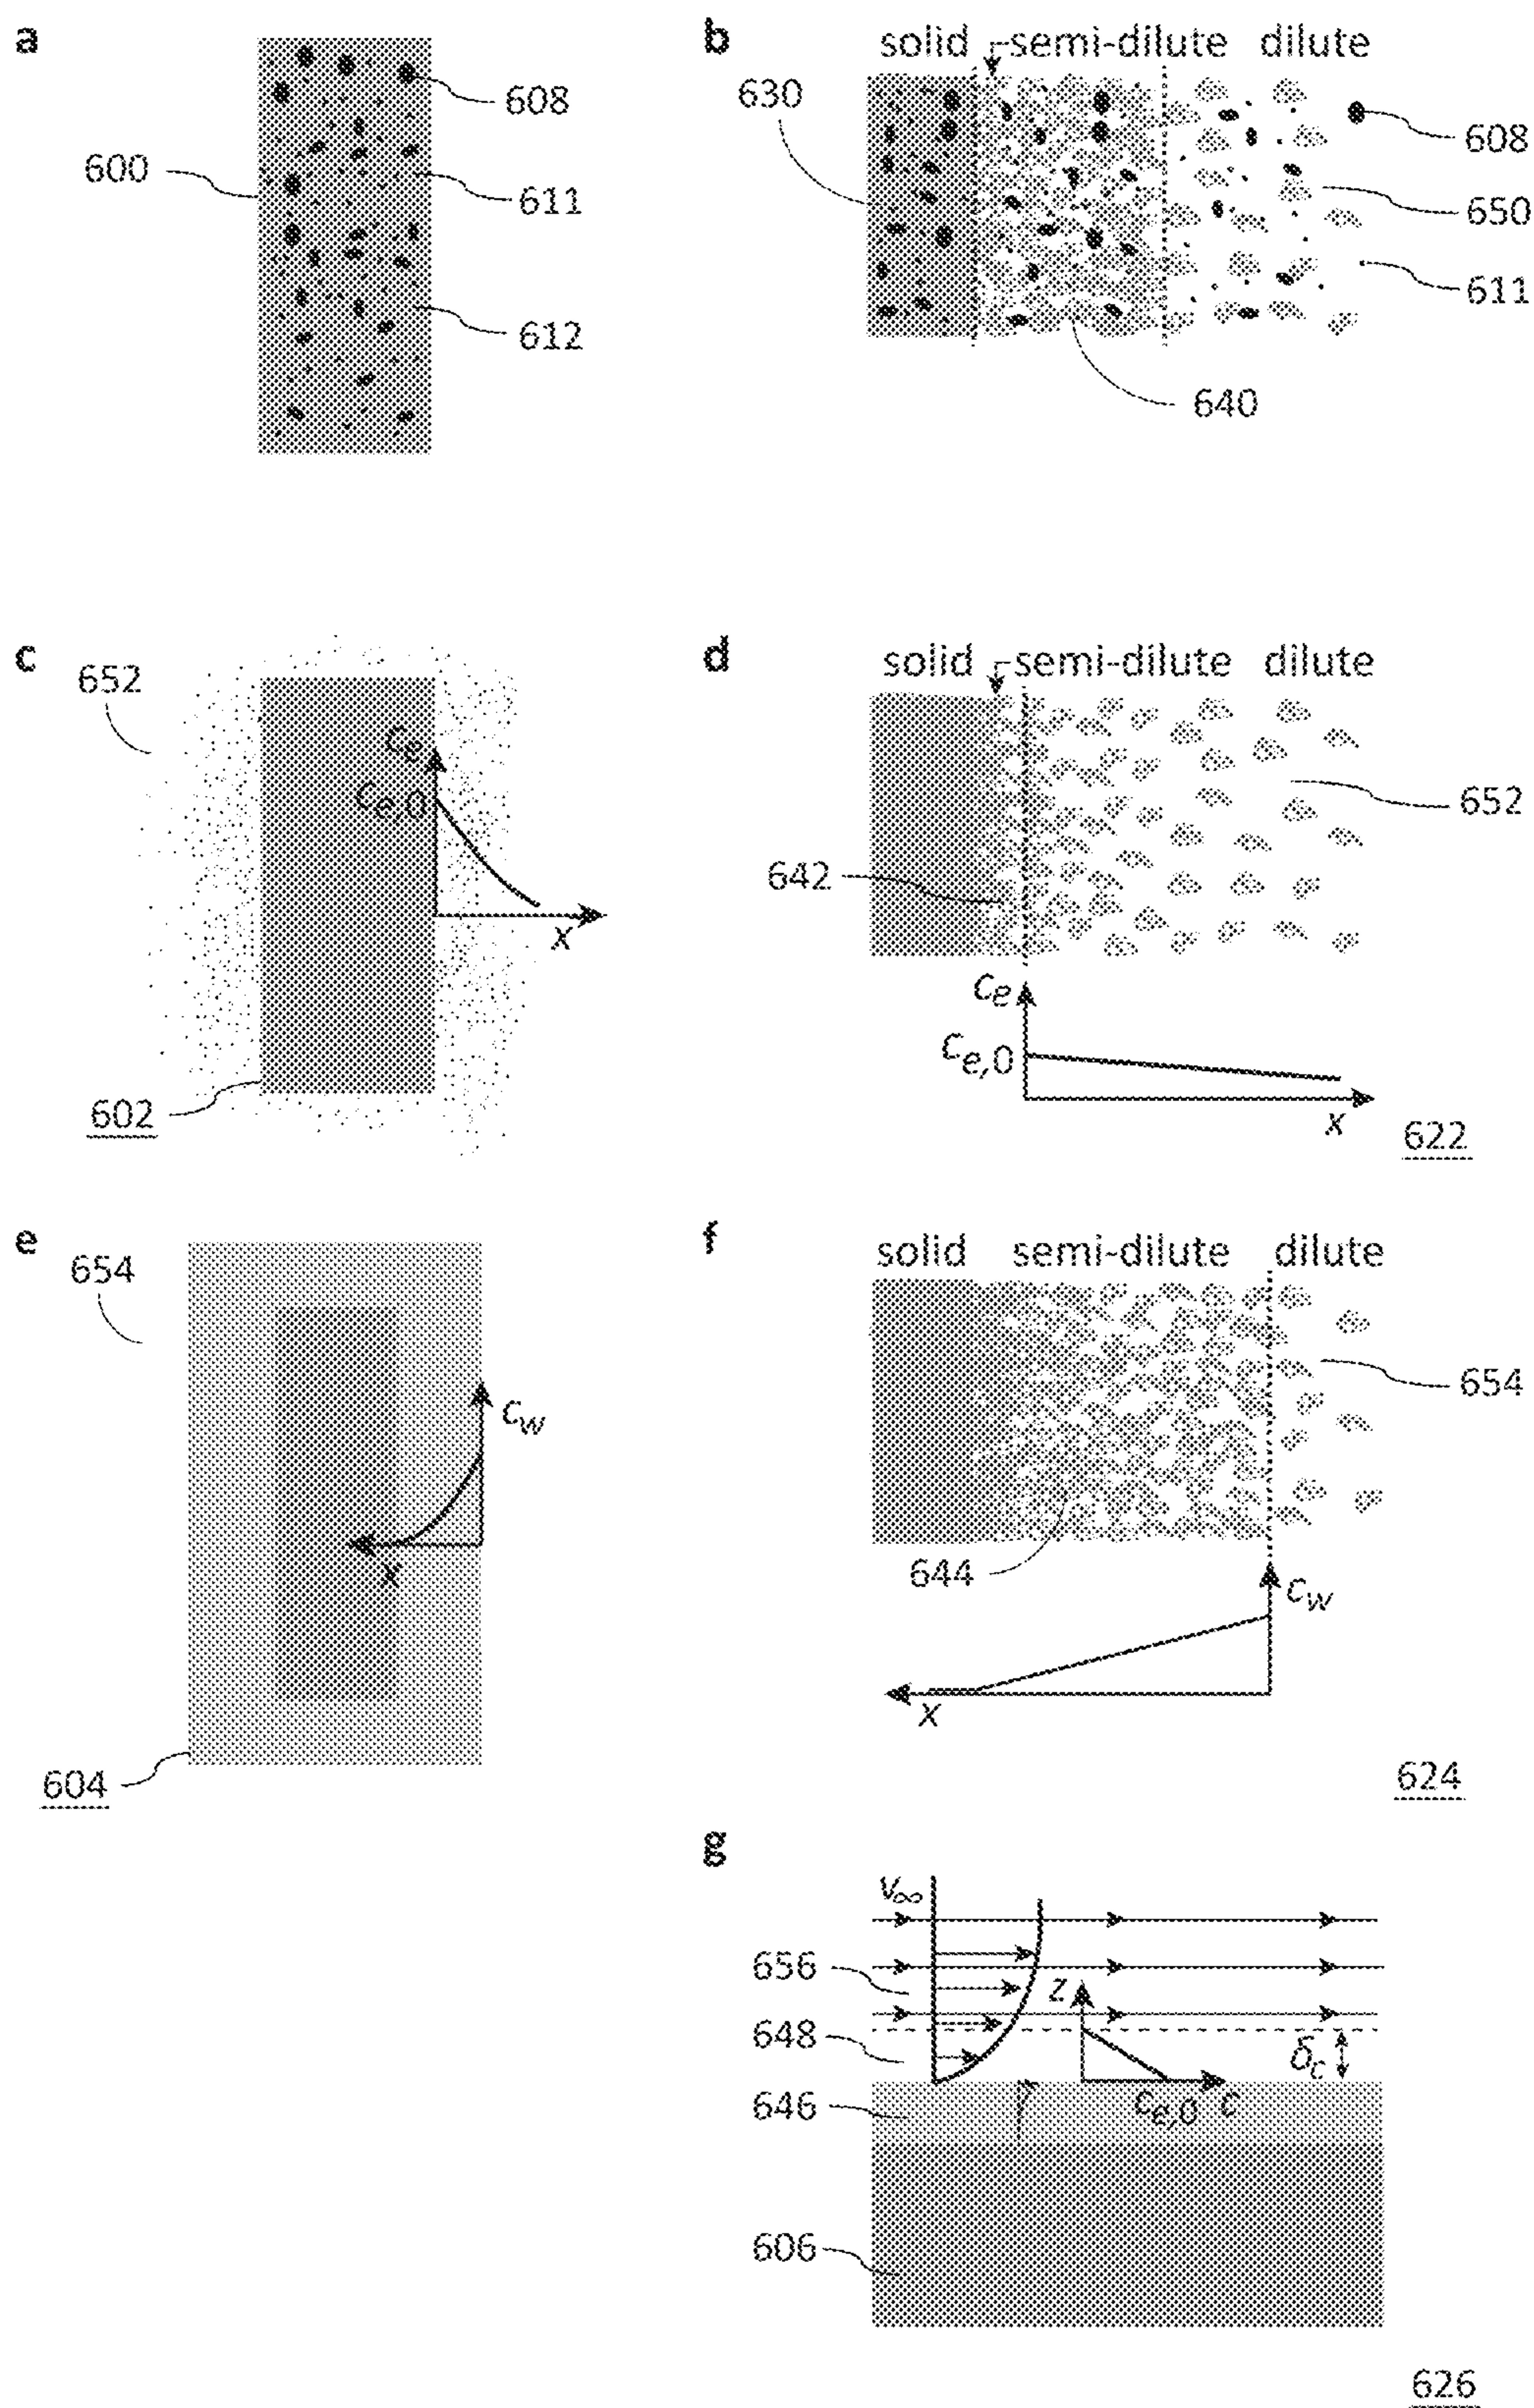 a
608
600
611
612
b
solid semi-dilute dilute
630
608
650
611
640
c
652
c_e
c_e,0
x
602
d
solid semi-dilute dilute
652
642
c_e
c_e,0
x
622
e
654
c_w
x
604
f
solid semi-dilute dilute
654
644
c_w
x
624
g
v_∞
656
z
648
δ_c
646
c_e,0 c
606
626